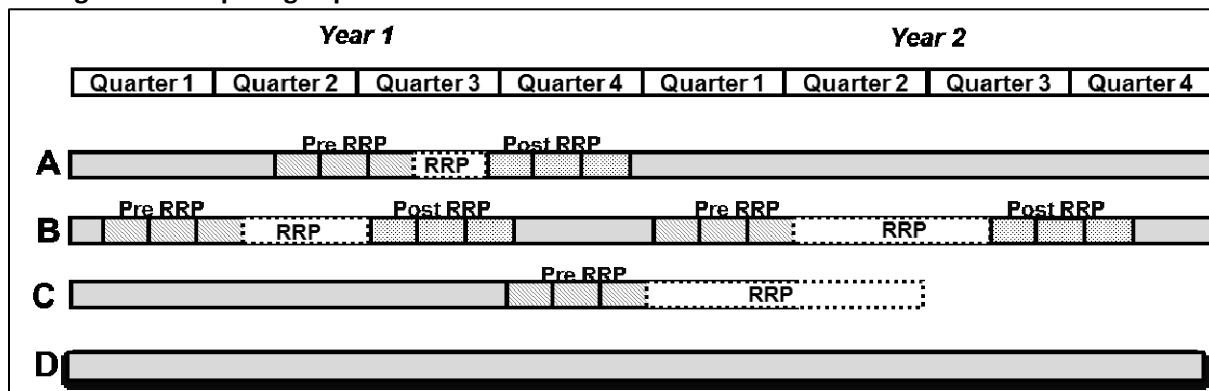 Year 1 Year 2
Quarter 1 Quarter 2 Quarter 3 Quarter 4 Quarter 1 Quarter 2 Quarter 3 Quarter 4
Pre RRP Post RRP
A RRP
Pre RRP Post RRP Pre RRP Post RRP
B RRP RRP
Pre RRP
C RRP
D